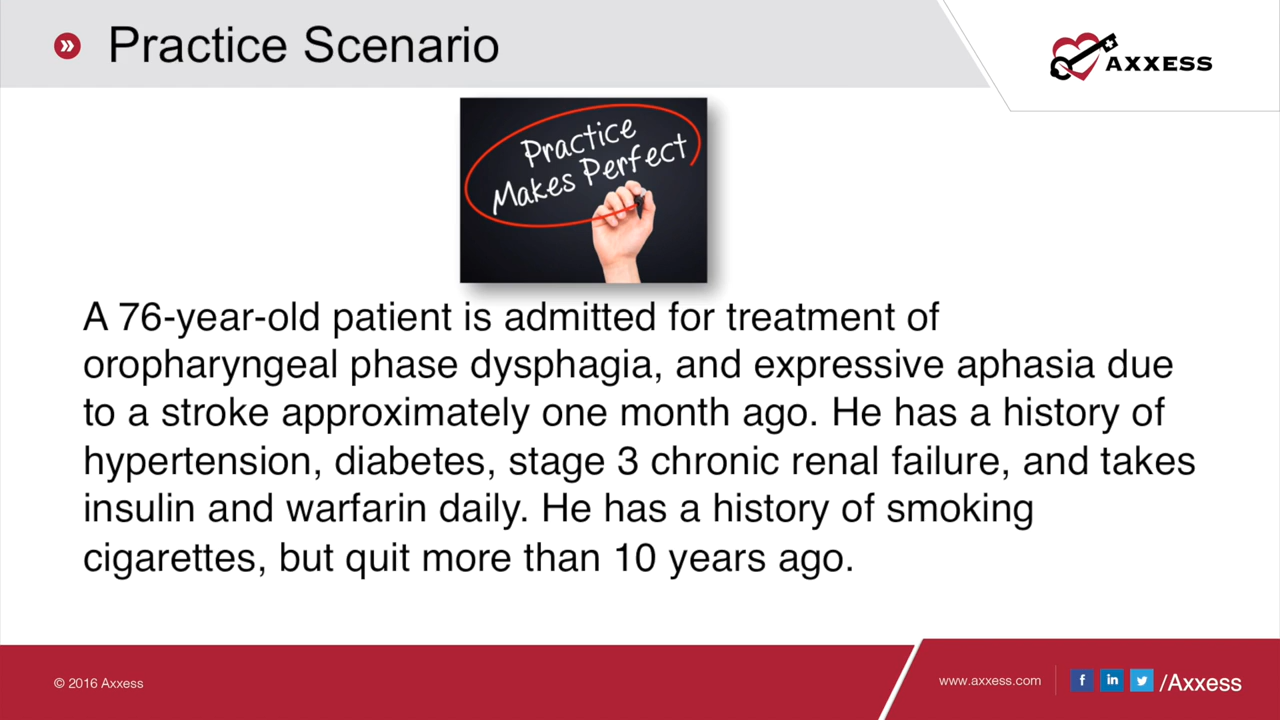 Practice Scenario
AXXESS
Practice
Makes Perfect
A 76-year-old patient is admitted for treatment of
oropharyngeal phase dysphagia, and expressive aphasia due
to a stroke approximately one month ago. He has a history of
hypertension, diabetes, stage 3 chronic renal failure, and takes
insulin and warfarin daily. He has a history of smoking
cigarettes, but quit more than 10 years ago.
© 2016 Axxess
www.axxess.com
f in /Axxess